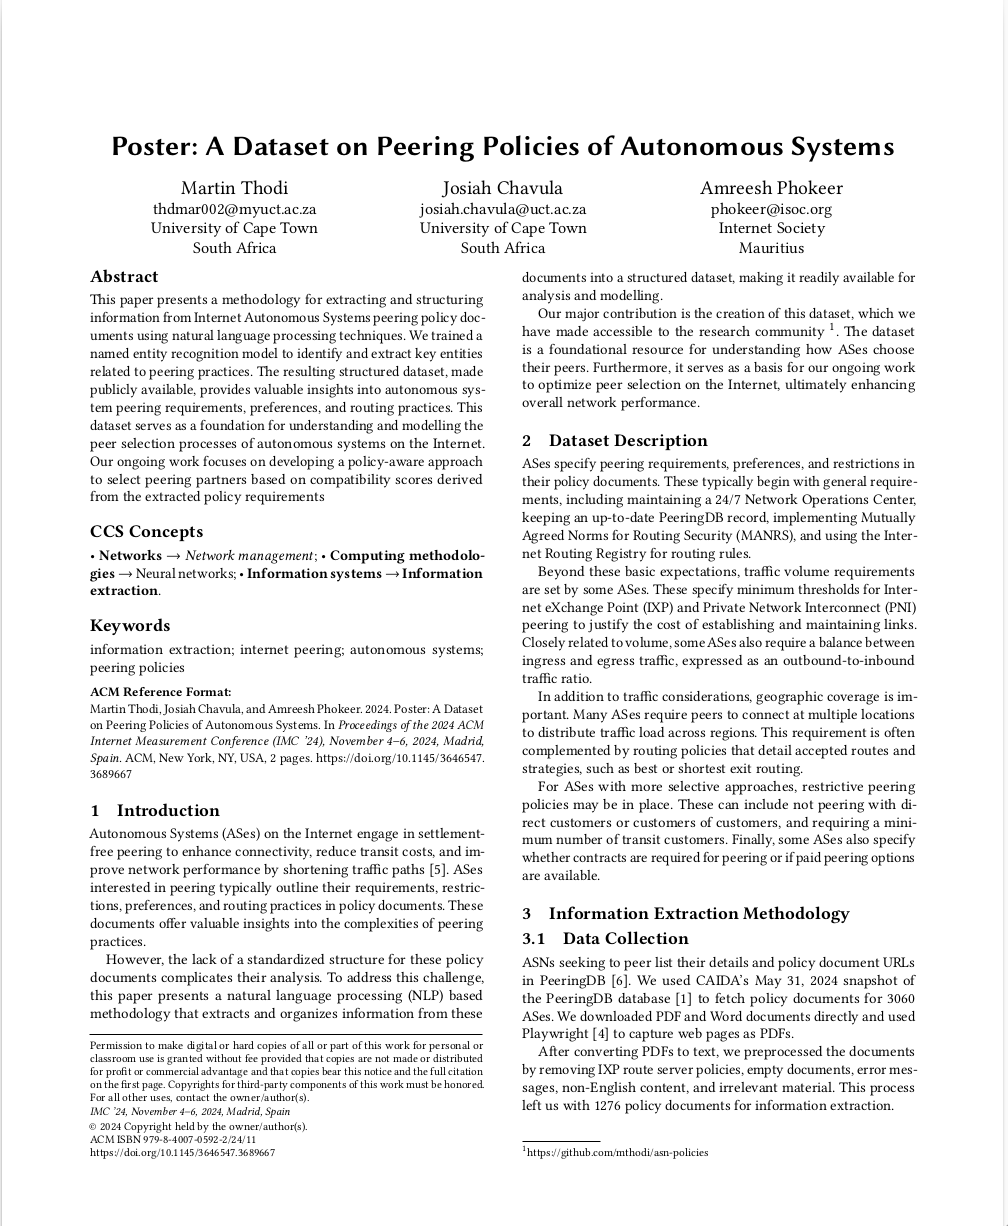 Poster: A Dataset on Peering Policies of Autonomous Systems
Martin Thodi
thdmar002@myuct.ac.za
University of Cape Town
South Africa
Josiah Chavula
josiah.chavula@uct.ac.za
University of Cape Town
South Africa
Amreesh Phokeer
phokeer@isoc.org
Internet Society
Mauritius
Abstract
This paper presents a methodology for extracting and structuring
information from Internet Autonomous Systems peering policy doc-
uments using natural language processing techniques. We trained a
named entity recognition model to identify and extract key entities
related to peering practices. The resulting structured dataset, made
publicly available, provides valuable insights into autonomous sys-
tem peering requirements, preferences, and routing practices. This
dataset serves as a foundation for understanding and modelling the
peer selection processes of autonomous systems on the Internet.
Our ongoing work focuses on developing a policy-aware approach
to select peering partners based on compatibility scores derived
from the extracted policy requirements
CCS Concepts
• Networks → Network management; • Computing methodolo-
gies → Neural networks; • Information systems → Information
extraction.
Keywords
information extraction; internet peering; autonomous systems;
peering policies
ACM Reference Format:
Martin Thodi, Josiah Chavula, and Amreesh Phokeer. 2024. Poster: A Dataset
on Peering Policies of Autonomous Systems. In Proceedings of the 2024 ACM
Internet Measurement Conference (IMC ’24), November 4–6, 2024, Madrid,
Spain. ACM, New York, NY, USA, 2 pages. https://doi.org/10.1145/3646547.
3689667
1 Introduction
Autonomous Systems (ASes) on the Internet engage in settlement-
free peering to enhance connectivity, reduce transit costs, and im-
prove network performance by shortening traffic paths [5]. ASes
interested in peering typically outline their requirements, restric-
tions, preferences, and routing practices in policy documents. These
documents offer valuable insights into the complexities of peering
practices.
However, the lack of a standardized structure for these policy
documents complicates their analysis. To address this challenge,
this paper presents a natural language processing (NLP) based
methodology that extracts and organizes information from these
Permission to make digital or hard copies of all or part of this work for personal or
classroom use is granted without fee provided that copies are not made or distributed
for profit or commercial advantage and that copies bear this notice and the full citation
on the first page. Copyrights for third-party components of this work must be honored.
For all other uses, contact the owner/author(s).
IMC ’24, November 4–6, 2024, Madrid, Spain
© 2024 Copyright held by the owner/author(s).
ACM ISBN 979-8-4007-0592-2/24/11
https://doi.org/10.1145/3646547.3689667
documents into a structured dataset, making it readily available for
analysis and modelling.
Our major contribution is the creation of this dataset, which we
have made accessible to the research community 1. The dataset
is a foundational resource for understanding how ASes choose
their peers. Furthermore, it serves as a basis for our ongoing work
to optimize peer selection on the Internet, ultimately enhancing
overall network performance.
2 Dataset Description
ASes specify peering requirements, preferences, and restrictions in
their policy documents. These typically begin with general require-
ments, including maintaining a 24/7 Network Operations Center,
keeping an up-to-date PeeringDB record, implementing Mutually
Agreed Norms for Routing Security (MANRS), and using the Inter-
net Routing Registry for routing rules.
Beyond these basic expectations, traffic volume requirements
are set by some ASes. These specify minimum thresholds for Inter-
net eXchange Point (IXP) and Private Network Interconnect (PNI)
peering to justify the cost of establishing and maintaining links.
Closely related to volume, some ASes also require a balance between
ingress and egress traffic, expressed as an outbound-to-inbound
traffic ratio.
In addition to traffic considerations, geographic coverage is im-
portant. Many ASes require peers to connect at multiple locations
to distribute traffic load across regions. This requirement is often
complemented by routing policies that detail accepted routes and
strategies, such as best or shortest exit routing.
For ASes with more selective approaches, restrictive peering
policies may be in place. These can include not peering with di-
rect customers or customers of customers, and requiring a mini-
mum number of transit customers. Finally, some ASes also specify
whether contracts are required for peering or if paid peering options
are available.
3 Information Extraction Methodology
3.1 Data Collection
ASNs seeking to peer list their details and policy document URLs
in PeeringDB [6]. We used CAIDA’s May 31, 2024 snapshot of
the PeeringDB database [1] to fetch policy documents for 3060
ASes. We downloaded PDF and Word documents directly and used
Playwright [4] to capture web pages as PDFs.
After converting PDFs to text, we preprocessed the documents
by removing IXP route server policies, empty documents, error mes-
sages, non-English content, and irrelevant material. This process
left us with 1276 policy documents for information extraction.
1https://github.com/mthodi/asn-policies